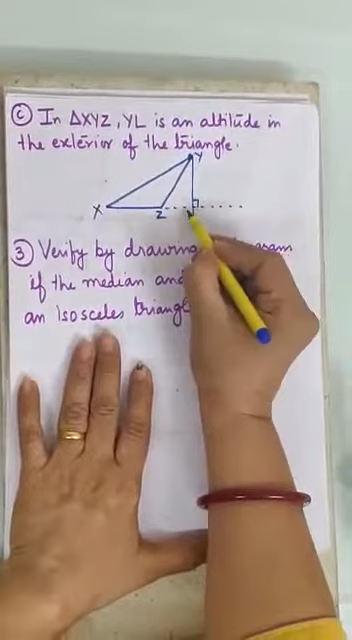 c In ΔXYZ, YL is an altitude in
the exterior of the triangle.
Y
X
Z
3 Verify by drawing
if the median and
an isosceles triangle